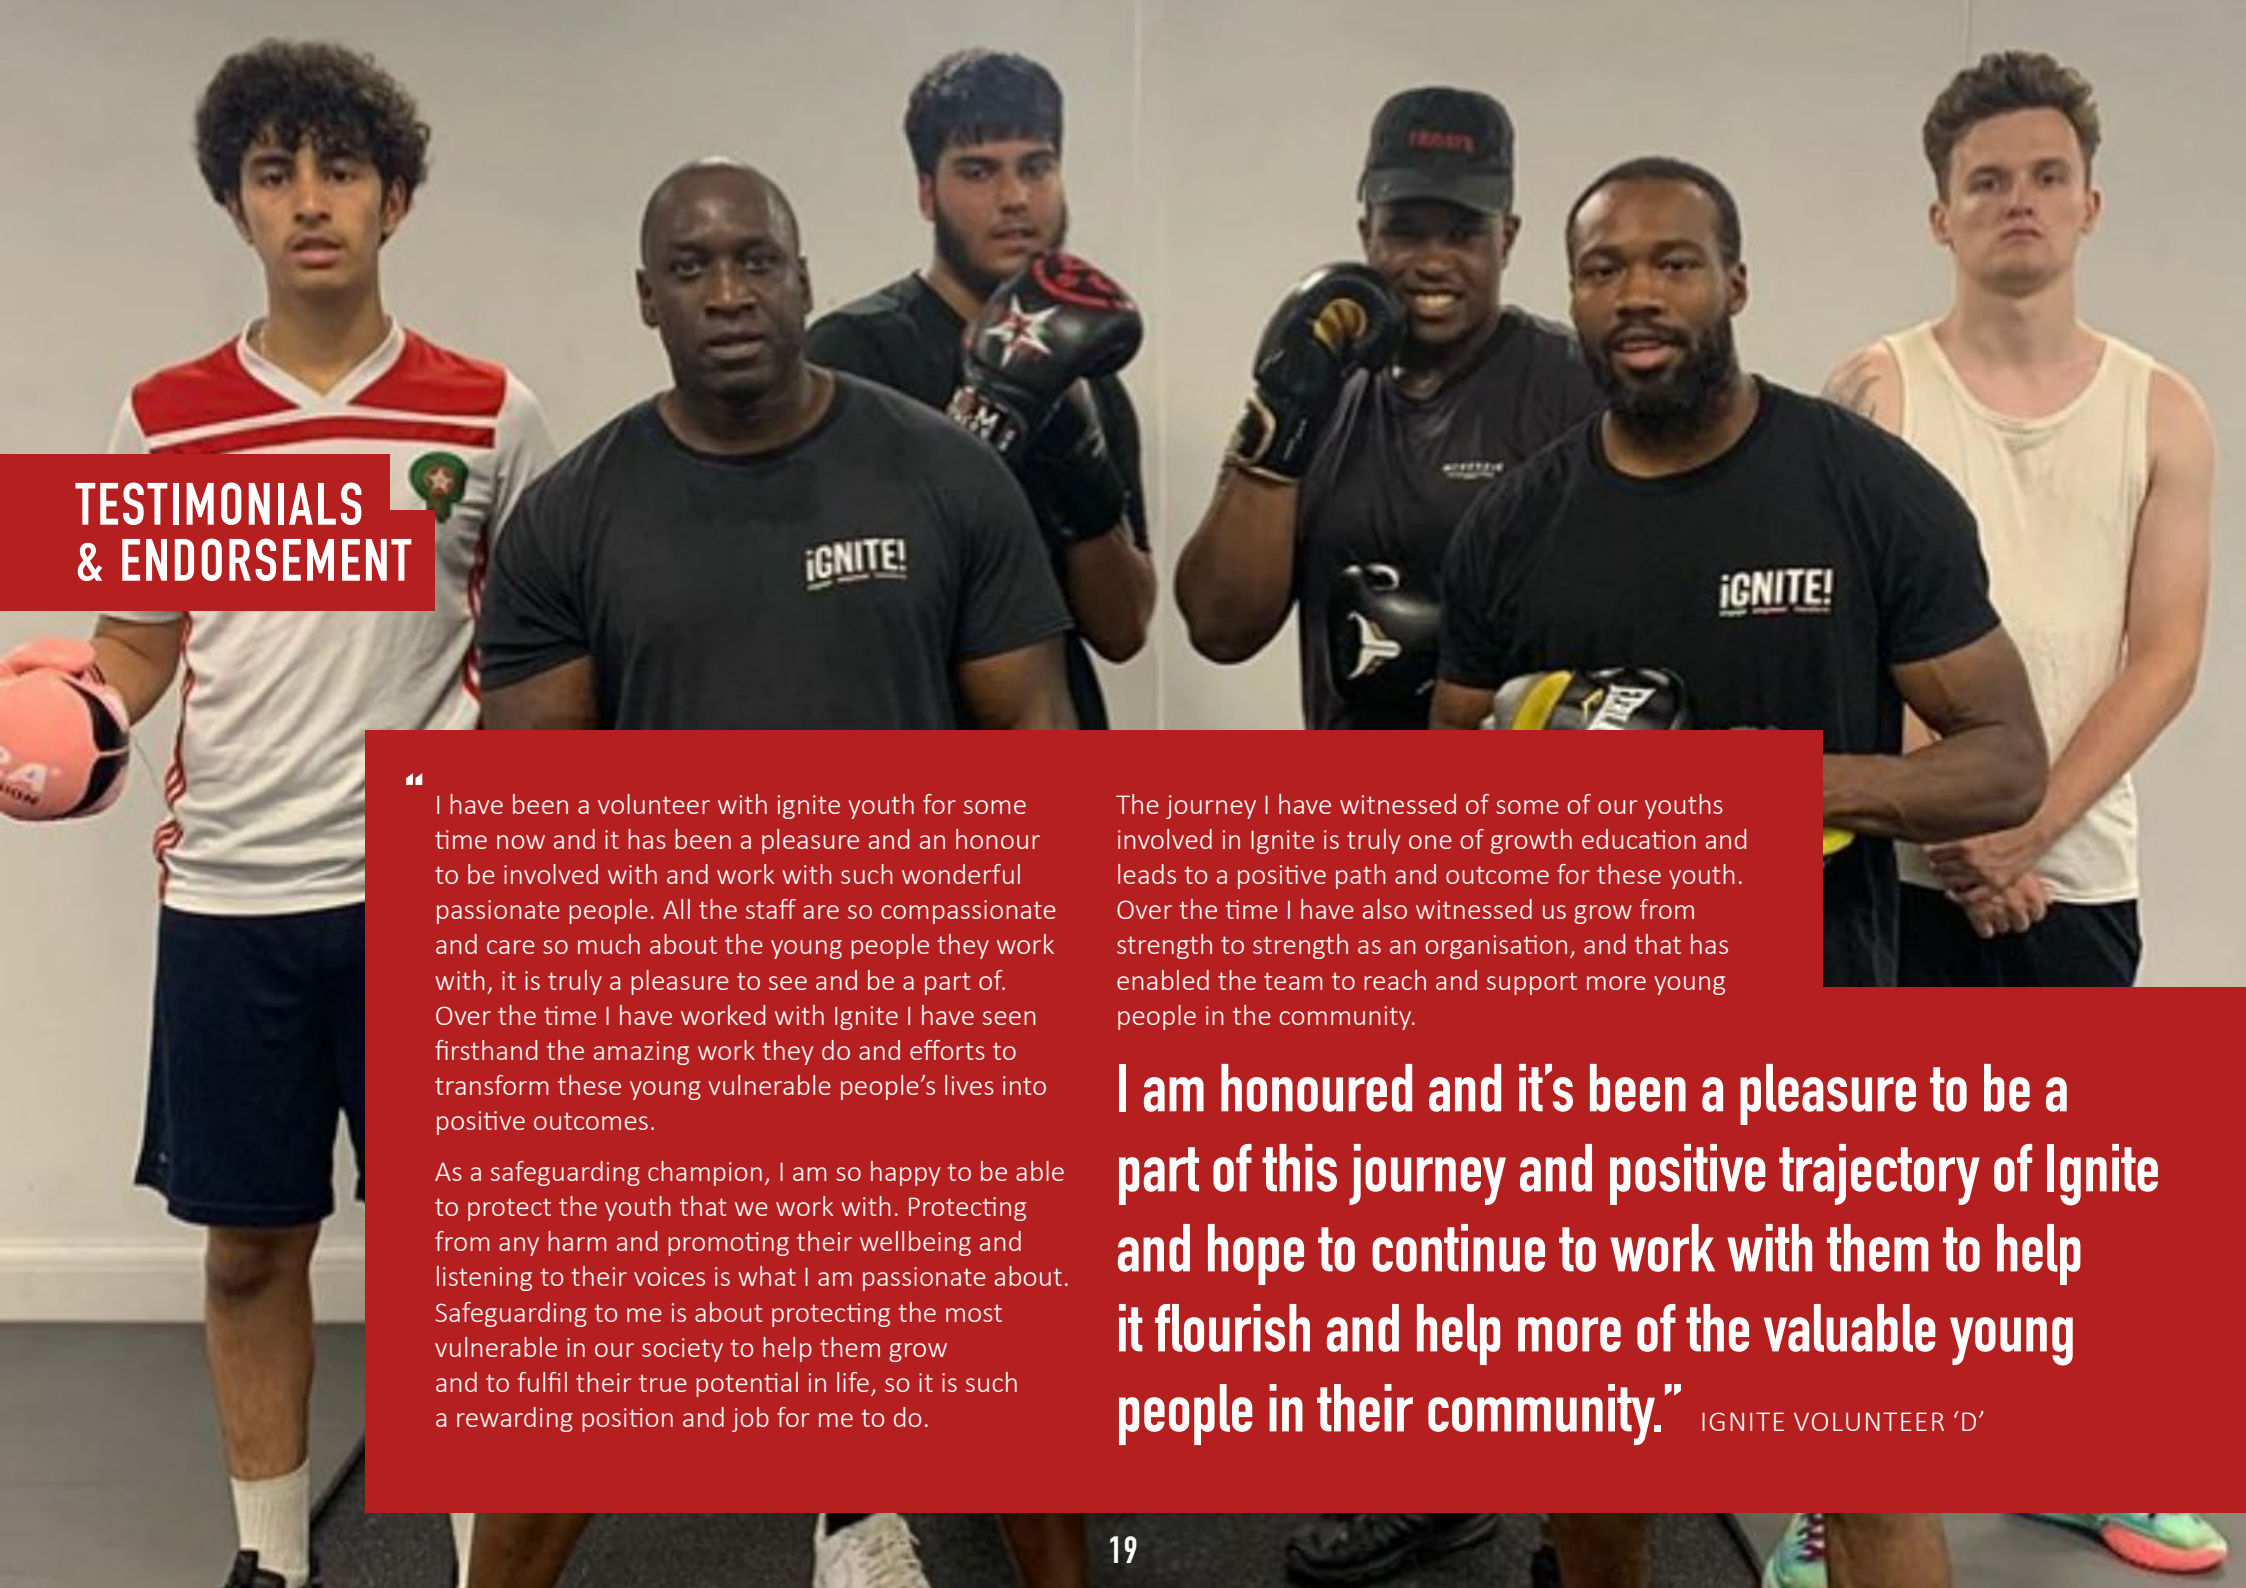 TESTIMONIALS
& ENDORSEMENT
iGNITE!
iGNITE!
“
I have been a volunteer with ignite youth for some
time now and it has been a pleasure and an honour
to be involved with and work with such wonderful
passionate people. All the staff are so compassionate
and care so much about the young people they work
with, it is truly a pleasure to see and be a part of.
Over the time I have worked with Ignite I have seen
firsthand the amazing work they do and efforts to
transform these young vulnerable people’s lives into
positive outcomes.
As a safeguarding champion, I am so happy to be able
to protect the youth that we work with. Protecting
from any harm and promoting their wellbeing and
listening to their voices is what I am passionate about.
Safeguarding to me is about protecting the most
vulnerable in our society to help them grow
and to fulfil their true potential in life, so it is such
a rewarding position and job for me to do.
The journey I have witnessed of some of our youths
involved in Ignite is truly one of growth education and
leads to a positive path and outcome for these youth.
Over the time I have also witnessed us grow from
strength to strength as an organisation, and that has
enabled the team to reach and support more young
people in the community.
I am honoured and it’s been a pleasure to be a
part of this journey and positive trajectory of Ignite
and hope to continue to work with them to help
it flourish and help more of the valuable young
people in their community.” IGNITE VOLUNTEER ‘D’
19